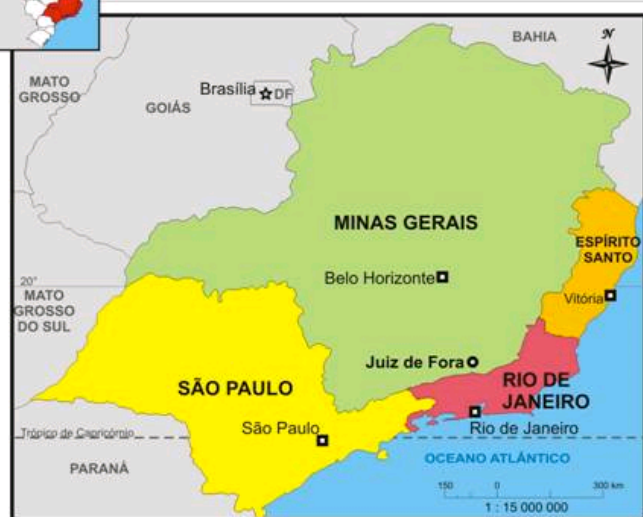 BAHIA
N
MATO
GROSSO
Brasília
DF
GOIÁS
MINAS GERAIS
ESPÍRITO
SANTO
Belo Horizonte
20°
MATO
GROSSO
DO SUL
Vitória
Juiz de Fora
SÃO PAULO
RIO DE
JANEIRO
São Paulo
Rio de Janeiro
Trópico de Capricórnio
PARANÁ
OCEANO ATLÂNTICO
150 0 300 km
1 : 15 000 000